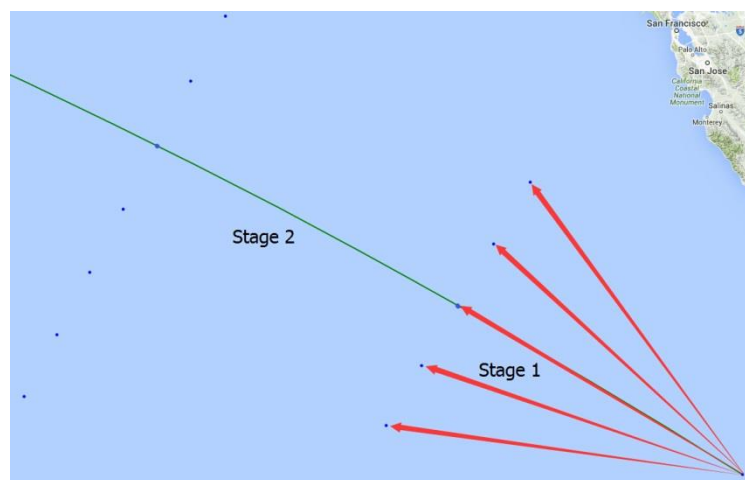 San Francisco
Palo Alto
San Jose
California
Coastal
National
Monument
Salinas
Monterey
Stage 2
Stage 1